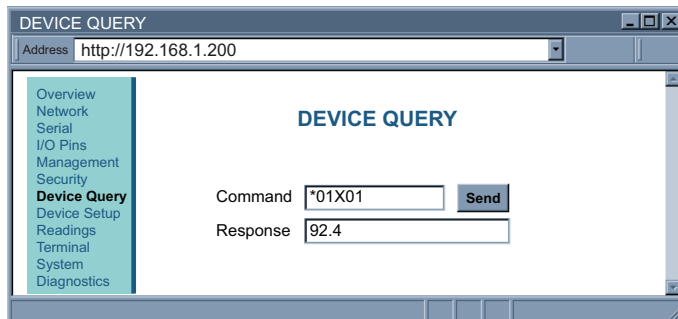 DEVICE QUERY
Address http://192.168.1.200
Overview
Network
Serial
I/O Pins
Management
Security
Device Query
Device Setup
Readings
Terminal
System
Diagnostics
DEVICE QUERY
Command *01X01 Send
Response 92.4